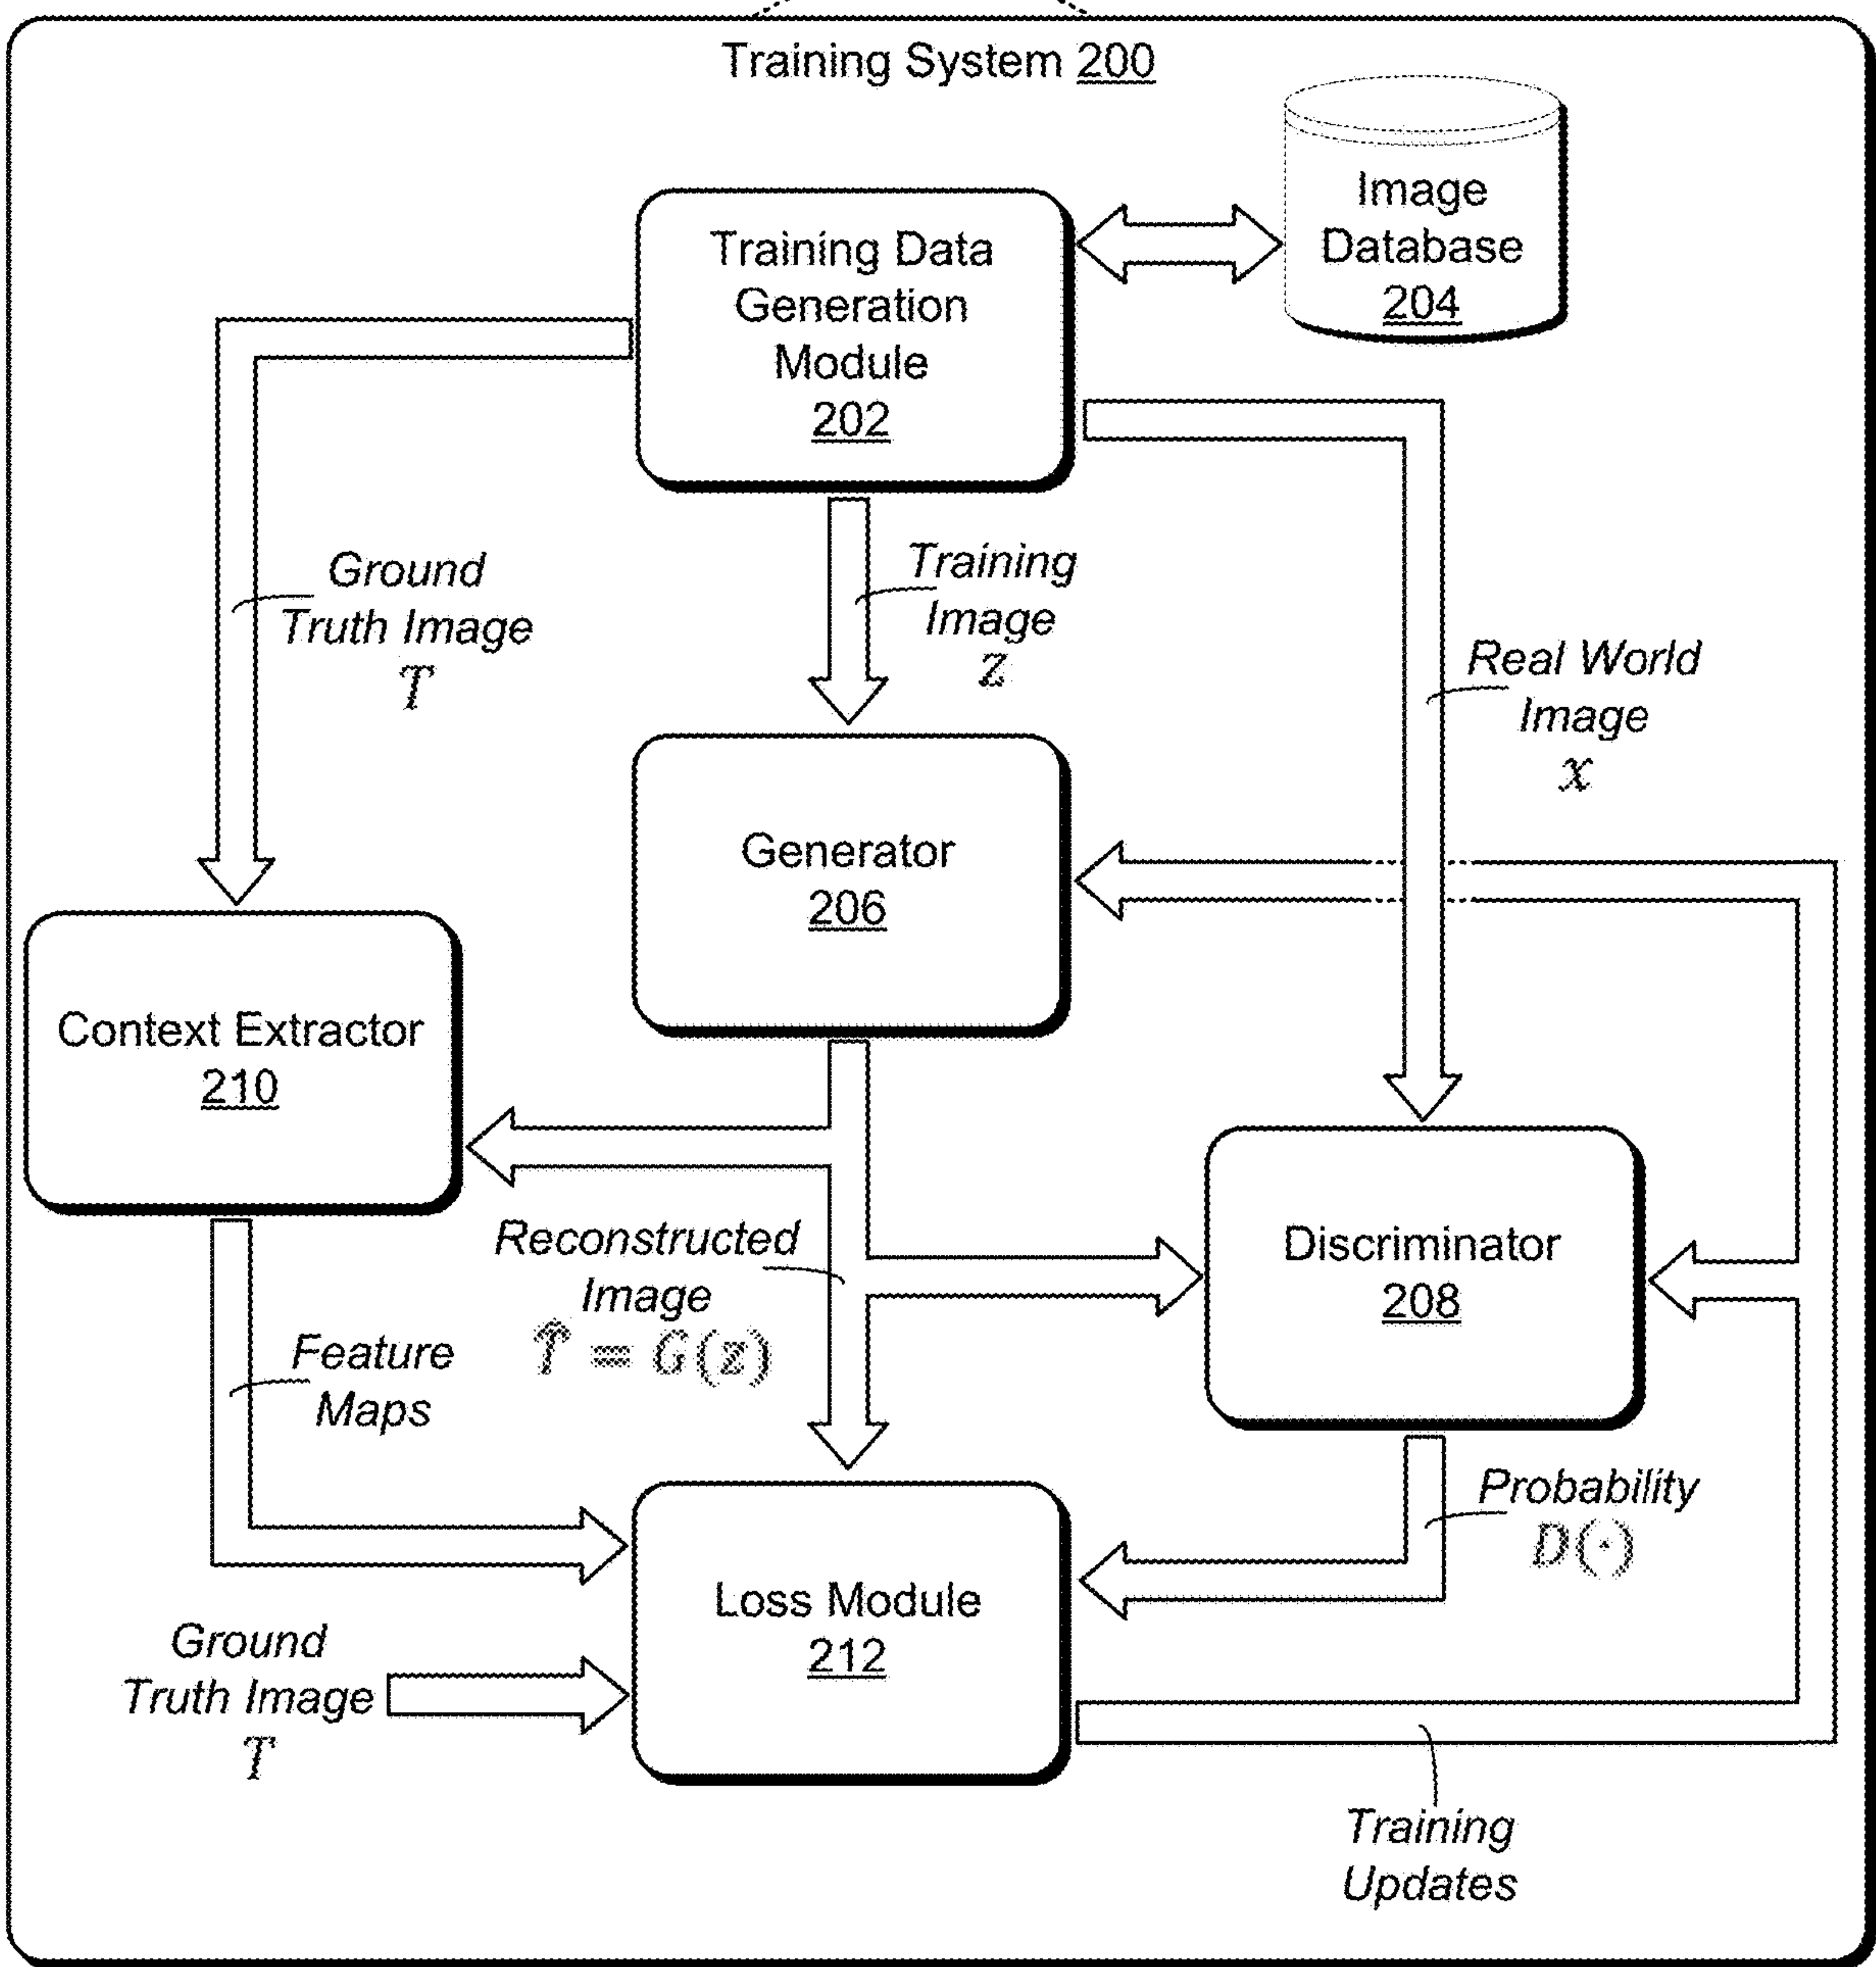 Training System 200
Image
Database
204
Training Data
Generation
Module
202
Ground
Truth Image
T
Training
Image
z
Real World
Image
x
Generator
206
Context Extractor
210
Reconstructed
Image
T̂ = G(z)
Discriminator
208
Feature
Maps
Probability
D(·)
Loss Module
212
Ground
Truth Image
T
Training
Updates